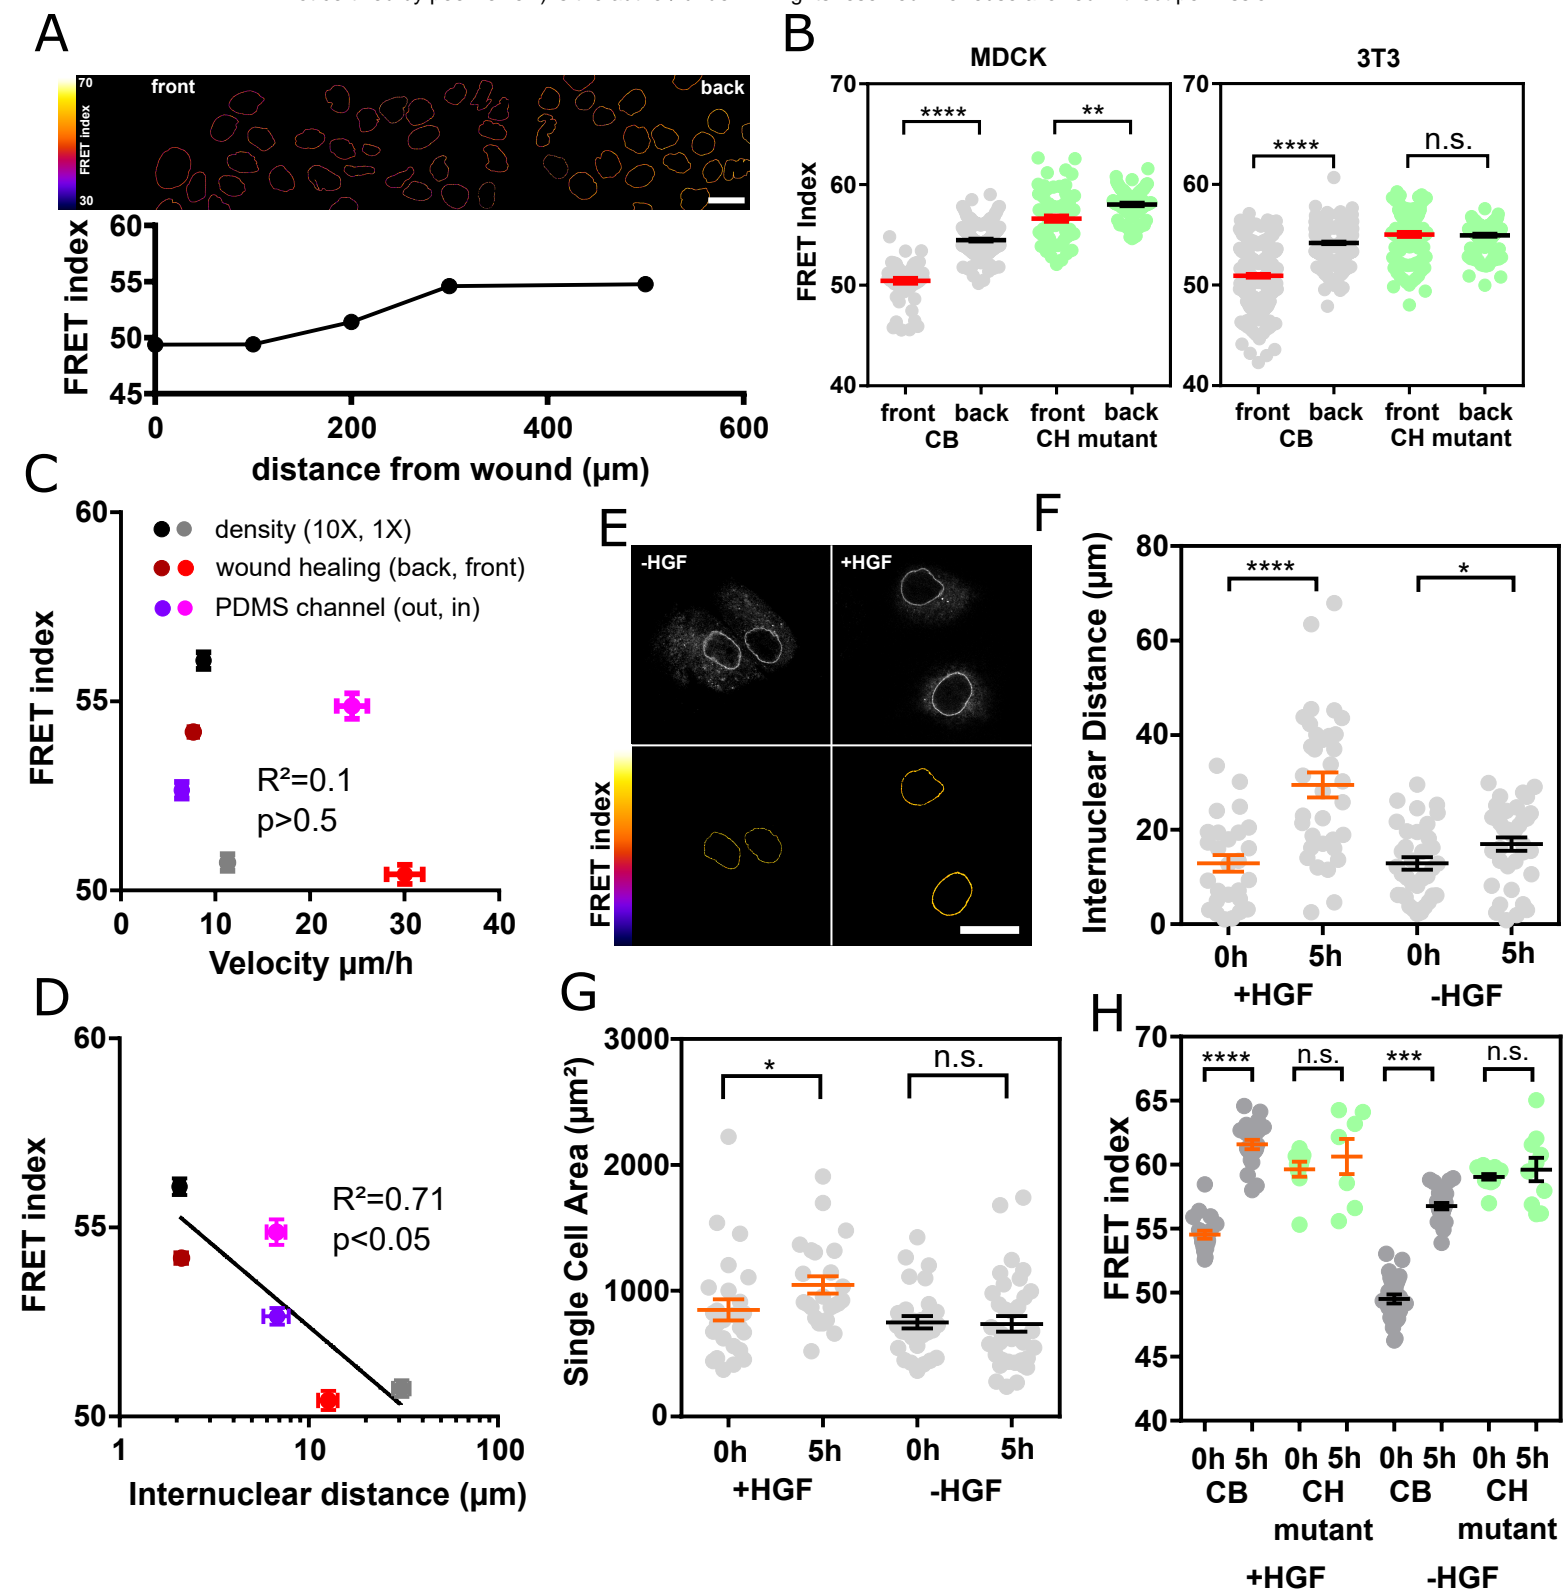 A
70
FRET index
30
front
back
60
55
50
45
FRET index
0 200 400 600
distance from wound (µm)
B
MDCK
3T3
70
60
50
40
FRET Index
****
**
front back front back
CB CH mutant
70
60
50
40
****
n.s.
front back front back
CB CH mutant
C
60
55
50
FRET index
density (10X, 1X)
wound healing (back, front)
PDMS channel (out, in)
R²=0.1
p>0.5
0 10 20 30 40
Velocity µm/h
D
60
55
50
FRET index
R²=0.71
p<0.05
1 10 100
Internuclear distance (µm)
E
-HGF
+HGF
FRET index
F
80
60
40
20
0
Internuclear Distance (µm)
****
*
0h 5h 0h 5h
+HGF -HGF
G
3000
2000
1000
0
Single Cell Area (µm²)
*
n.s.
0h 5h 0h 5h
+HGF -HGF
H
70
65
60
55
50
45
40
FRET index
****
n.s.
***
n.s.
0h 5h 0h 5h 0h 5h 0h 5h
CB CH CB CH
mutant mutant
+HGF -HGF